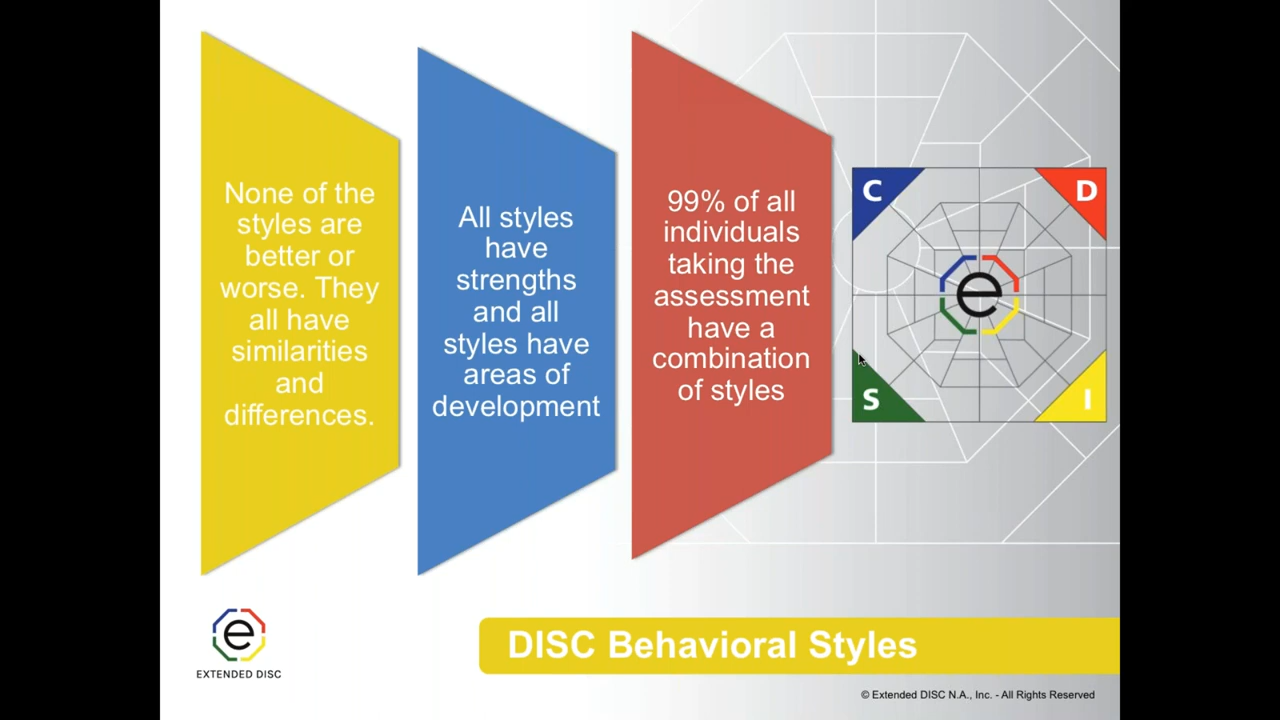 None of the
styles are
better or
worse. They
all have
similarities
and
differences.
All styles
have
strengths
and all
styles have
areas of
development
99% of all
individuals
taking the
assessment
have a
combination
of styles
C
D
S
I
e
e
EXTENDED DISC
DISC Behavioral Styles
© Extended DISC N.A., Inc. - All Rights Reserved